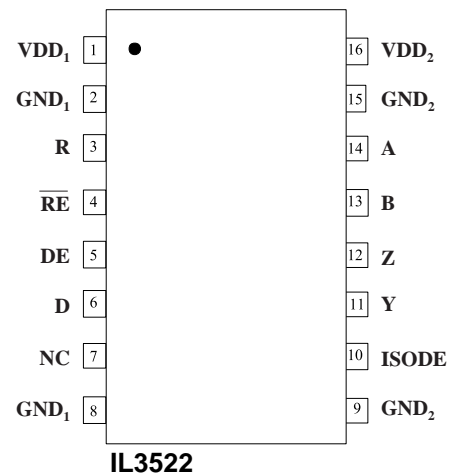 VDD₁ 1 16 VDD₂
GND₁ 2 15 GND₂
R 3 14 A
R̅E̅ 4 13 B
DE 5 12 Z
D 6 11 Y
NC 7 10 ISODE
GND₁ 8 9 GND₂
IL3522